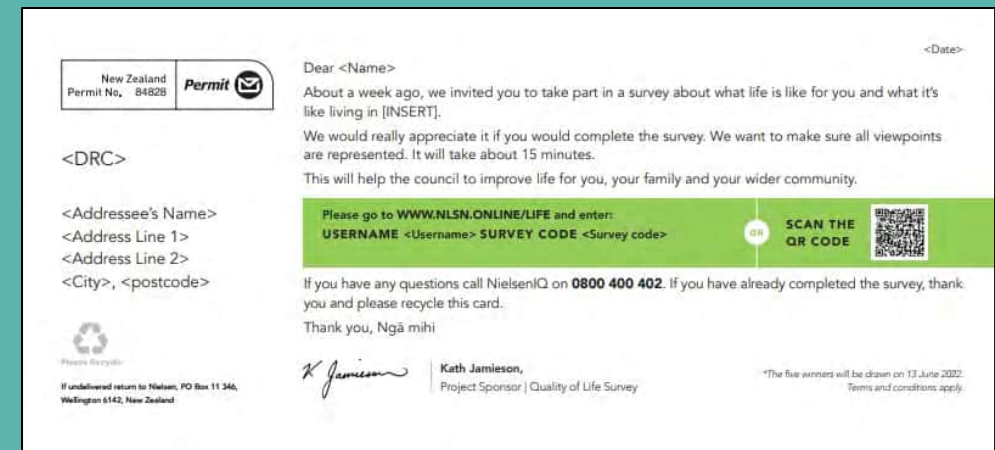 New Zealand
Permit No. 84828
Permit
<DRC>
<Addressee's Name>
<Address Line 1>
<Address Line 2>
<City>, <postcode>
Please Recycle
If undelivered return to Nielsen, PO Box 11 346,
Wellington 6142, New Zealand
<Date>
Dear <Name>
About a week ago, we invited you to take part in a survey about what life is like for you and what it's
like living in [INSERT].
We would really appreciate it if you would complete the survey. We want to make sure all viewpoints
are represented. It will take about 15 minutes.
This will help the council to improve life for you, your family and your wider community.
Please go to WWW.NLSN.ONLINE/LIFE and enter:
USERNAME <Username> SURVEY CODE <Survey code>
OR
SCAN THE
QR CODE
If you have any questions call NielsenIQ on 0800 400 402. If you have already completed the survey, thank
you and please recycle this card.
Thank you, Ngā mihi
K Jamieson
Kath Jamieson,
Project Sponsor | Quality of Life Survey
*The five winners will be drawn on 13 June 2022.
Terms and conditions apply.